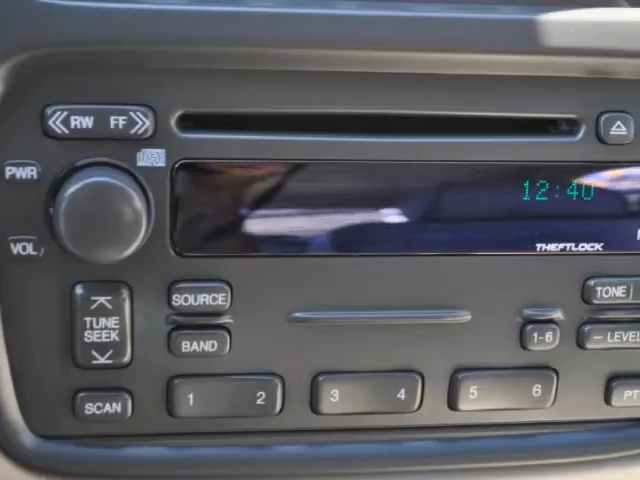 RW FF
PWR
12:40
VOL
THEFTLOCK
SOURCE
TONE
TUNE
SEEK
BAND
1-6
- LEVEL
SCAN
1 2
3 4
5 6
PT